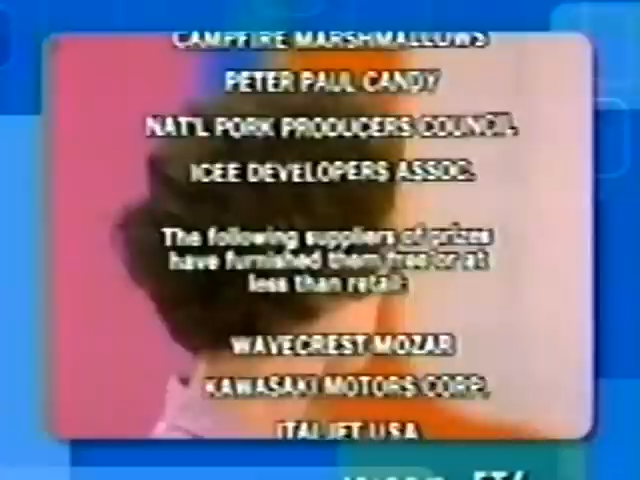 CAMPFIRE MARSHMALLOWS
PETER PAUL CANDY
NAT'L PORK PRODUCERS COUNCIL
ICEE DEVELOPERS ASSOC.
The following suppliers of prizes
have furnished them free or at
less than retail:
WAVECREST MOZAR
KAWASAKI MOTORS CORP.
ITALJET USA